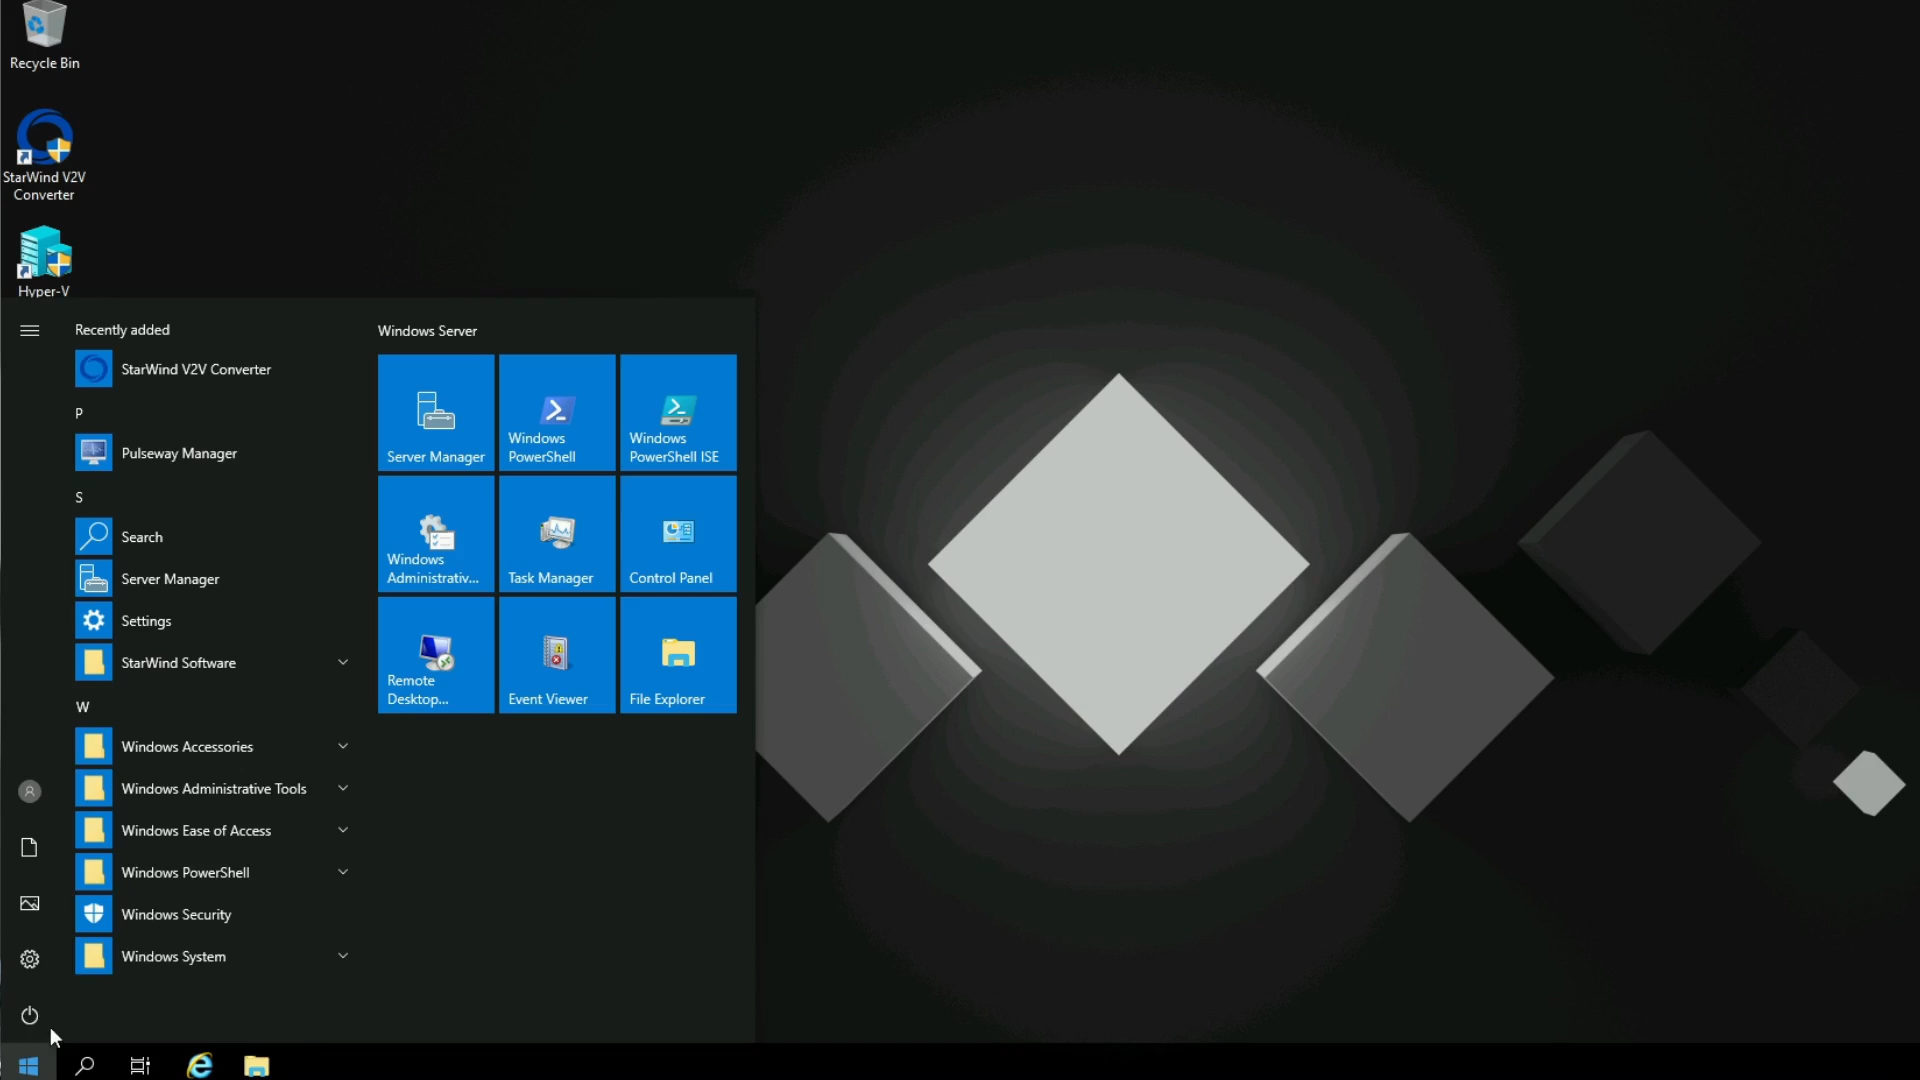 Recycle Bin
StarWind V2V
Converter
Hyper-V
Recently added
StarWind V2V Converter
P
Pulseway Manager
S
Search
Server Manager
Settings
StarWind Software
W
Windows Accessories
Windows Administrative Tools
Windows Ease of Access
Windows PowerShell
Windows Security
Windows System
Windows Server
Server Manager
Windows
PowerShell
Windows
PowerShell ISE
Windows
Administrativ...
Task Manager
Control Panel
Remote
Desktop...
Event Viewer
File Explorer